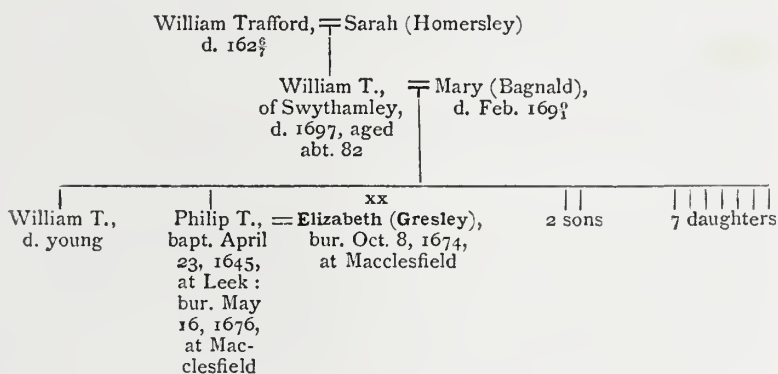 William Trafford, = Sarah (Homersley)
d. 162 6/7
William T.,
of Swythamley,
d. 1697, aged
abt. 82
= Mary (Bagnald),
d. Feb. 169 0/1
xx
William T.,
d. young
Philip T.,
bapt. April
23, 1645,
at Leek :
bur. May
16, 1676,
at Mac-
clesfield
= Elizabeth (Gresley),
bur. Oct. 8, 1674,
at Macclesfield
2 sons
7 daughters